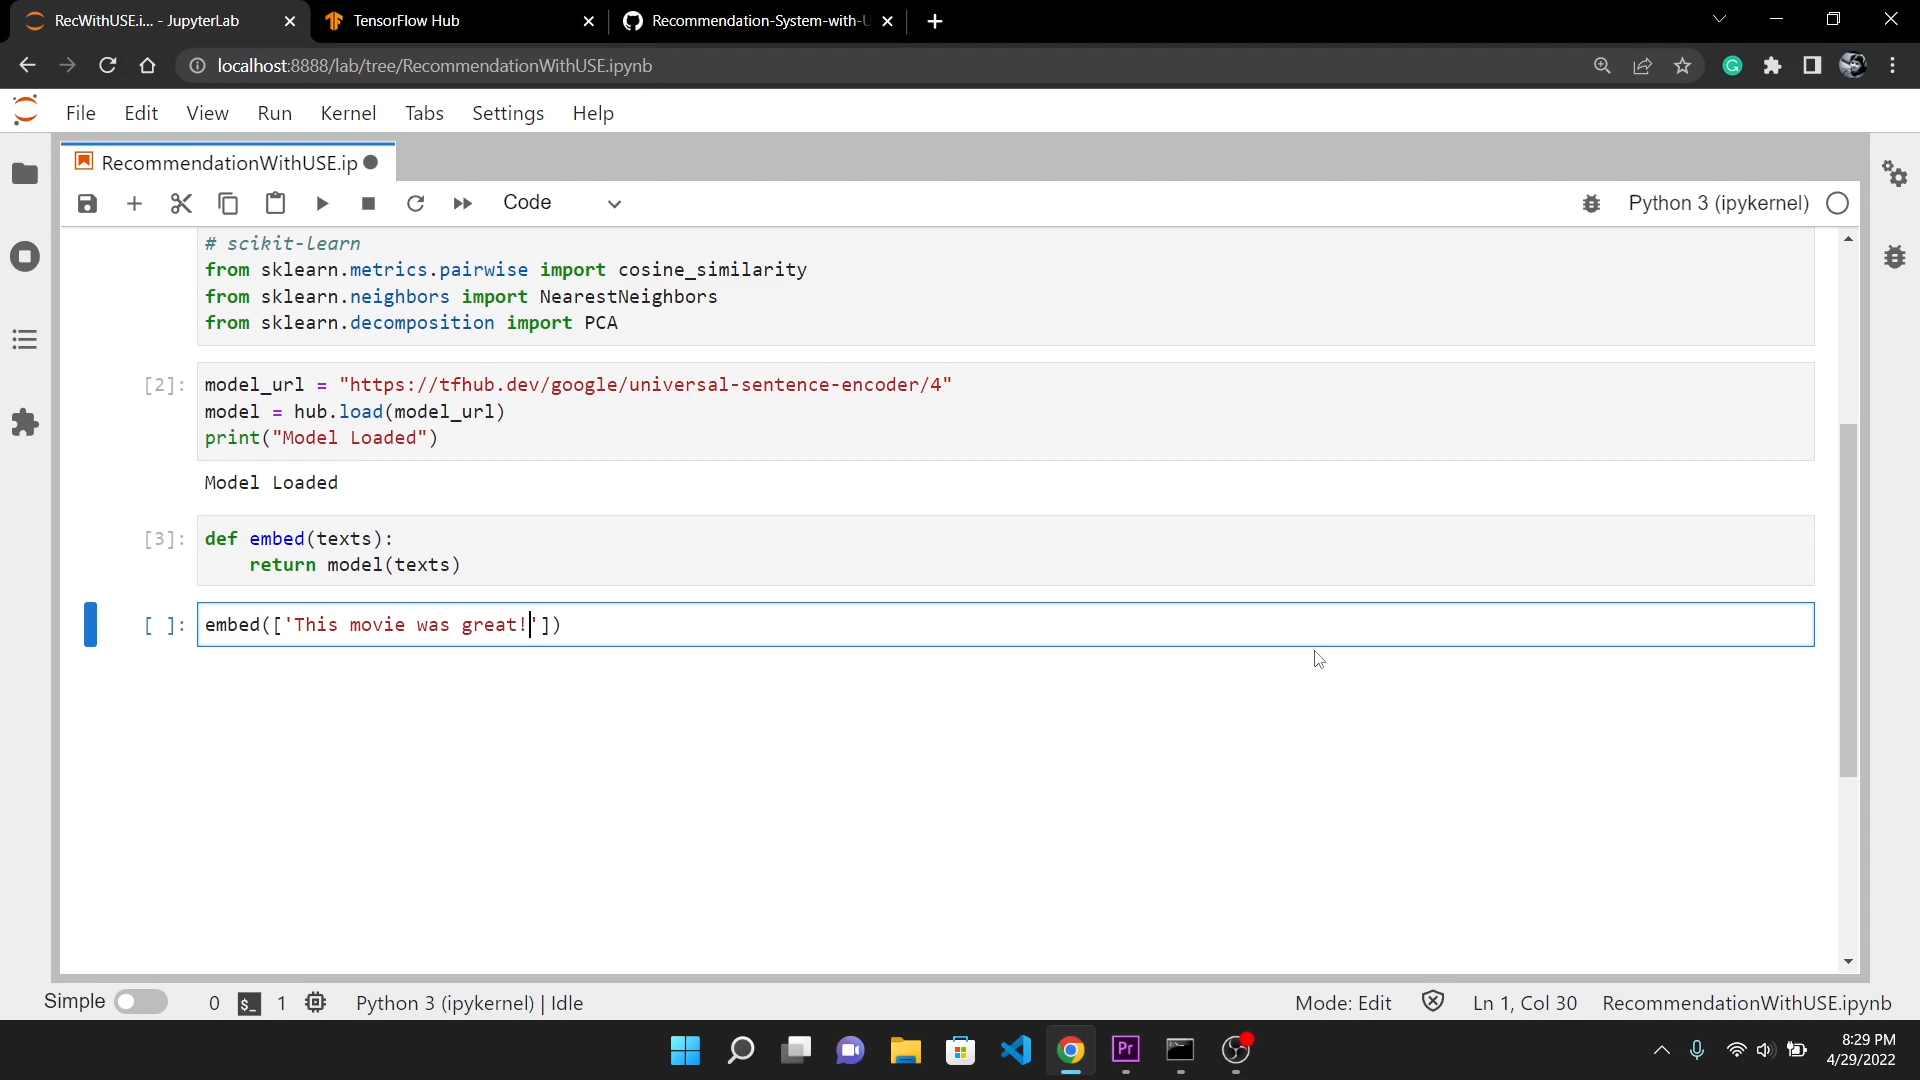 RecWithUSE.i... - JupyterLab
TensorFlow Hub
Recommendation-System-with-U
localhost:8888/lab/tree/RecommendationWithUSE.ipynb
File Edit View Run Kernel Tabs Settings Help
RecommendationWithUSE.ip
Code
Python 3 (ipykernel)
# scikit-learn
from sklearn.metrics.pairwise import cosine_similarity
from sklearn.neighbors import NearestNeighbors
from sklearn.decomposition import PCA
[2]: model_url = "https://tfhub.dev/google/universal-sentence-encoder/4"
model = hub.load(model_url)
print("Model Loaded")
Model Loaded
[3]: def embed(texts):
return model(texts)
[ ]: embed(['This movie was great!'])
Simple 0 $_ 1 Python 3 (ipykernel) | Idle Mode: Edit Ln 1, Col 30 RecommendationWithUSE.ipynb
Pr
8:29 PM
4/29/2022